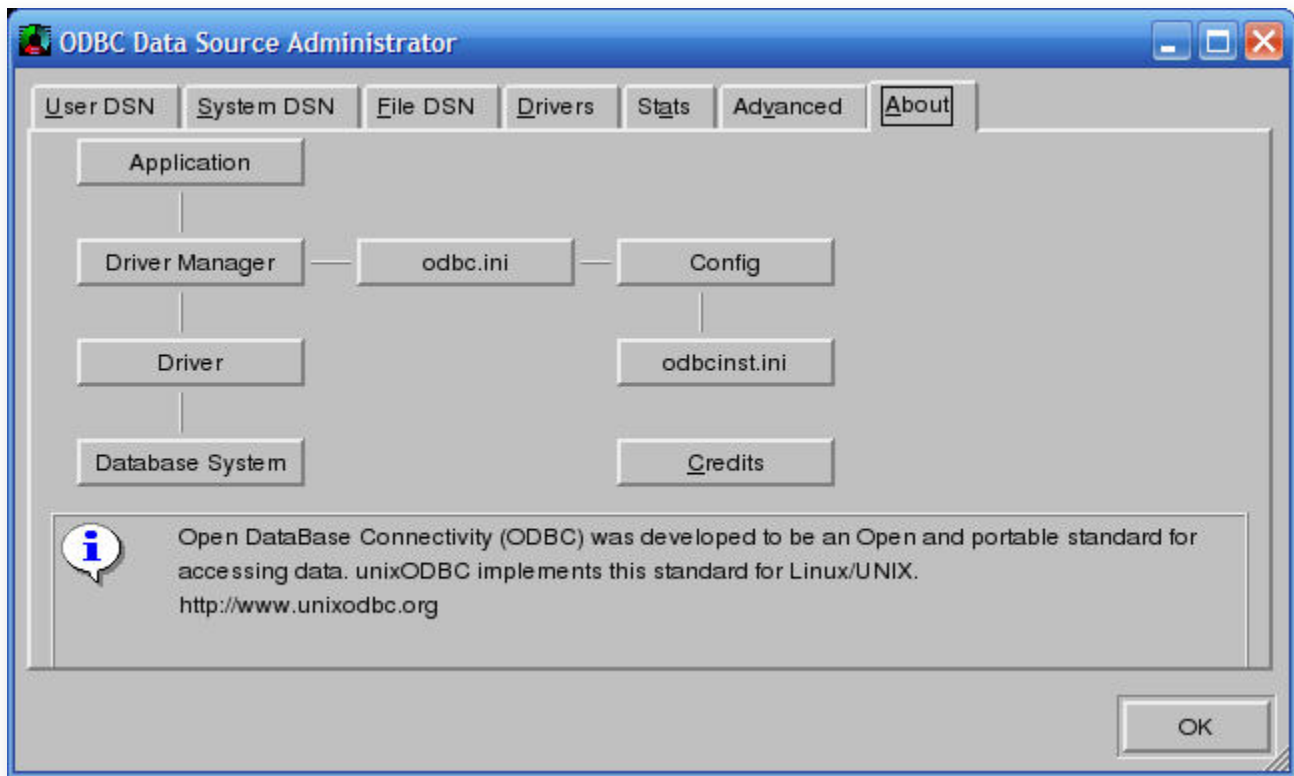 ODBC Data Source Administrator
User DSN System DSN File DSN Drivers Stats Advanced About
Application
Driver Manager odbc.ini Config
Driver odbcinst.ini
Database System Credits
Open DataBase Connectivity (ODBC) was developed to be an Open and portable standard for
accessing data. unixODBC implements this standard for Linux/UNIX.
http://www.unixodbc.org
OK